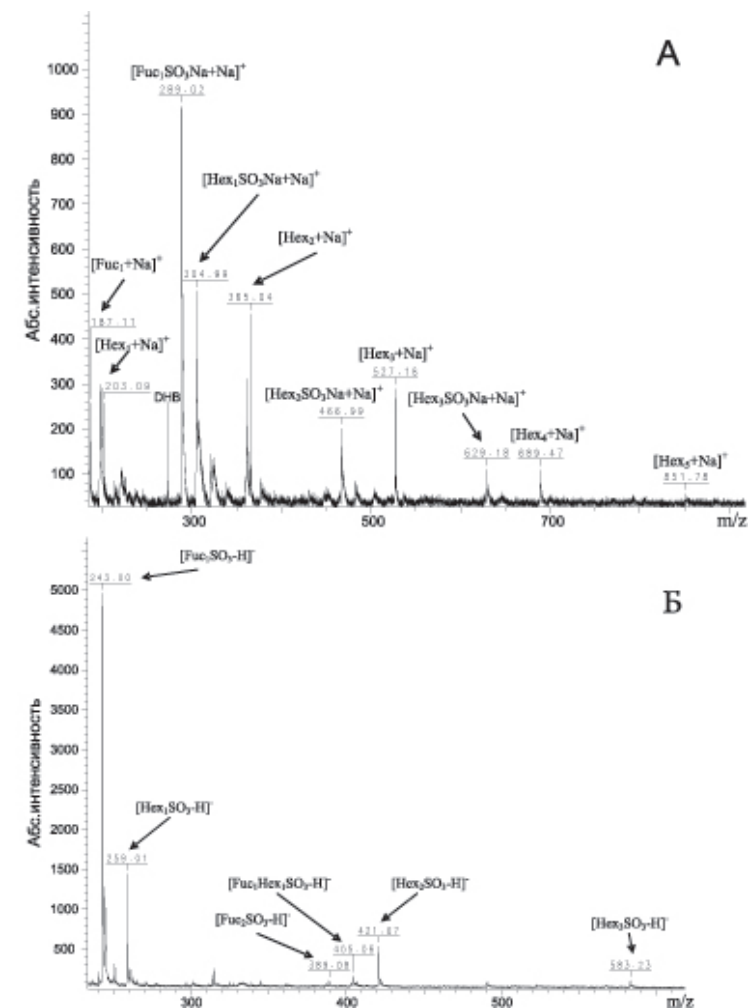 А
[Fuc₁SO₃Na+Na]⁺
289.02
1000
900
800
[Hex₁SO₃Na+Na]⁺
700
[Hex₂+Na]⁺
600
[Fuc₁+Na]⁺
304.99
500
385.04
187.11
400
[Hex₁+Na]⁺
[Hex₃+Na]⁺
527.16
300
203.09
DHB
[Hex₂SO₃Na+Na]⁺
[Hex₃SO₃Na+Na]⁺
466.99
200
[Hex₄+Na]⁺
629.18
689.47
[Hex₅+Na]⁺
100
851.78
300
500
700
m/z
Абс.интенсивность
Б
[Fuc₁SO₃-H]⁻
243.00
5000
4500
4000
3500
3000
2500
2000
[Hex₁SO₃-H]⁻
1500
259.01
1000
[Fuc₁Hex₁SO₃-H]⁻
[Hex₂SO₃-H]⁻
[Fuc₂SO₃-H]⁻
421.07
[Hex₃SO₃-H]⁻
500
405.06
389.08
583.23
300
400
500
m/z
Абс.интенсивность